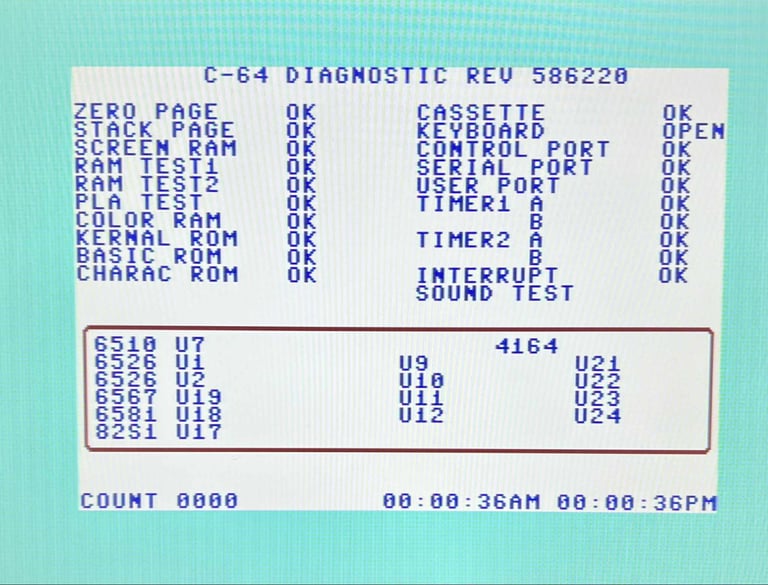 C-64 DIAGNOSTIC REV 586220
ZERO PAGE OK CASSETTE OK
STACK PAGE OK KEYBOARD OPEN
SCREEN RAM OK CONTROL PORT OK
RAM TEST1 OK SERIAL PORT OK
RAM TEST2 OK USER PORT OK
PLA TEST OK TIMER1 A OK
COLOR RAM OK B OK
KERNAL ROM OK TIMER2 A OK
BASIC ROM OK B OK
CHARAC ROM OK INTERRUPT OK
SOUND TEST
6510 U7 4164
6526 U1 U9 U21
6526 U2 U10 U22
6567 U19 U11 U23
6581 U18 U12 U24
82S1 U17
COUNT 0000 00:00:36AM 00:00:36PM